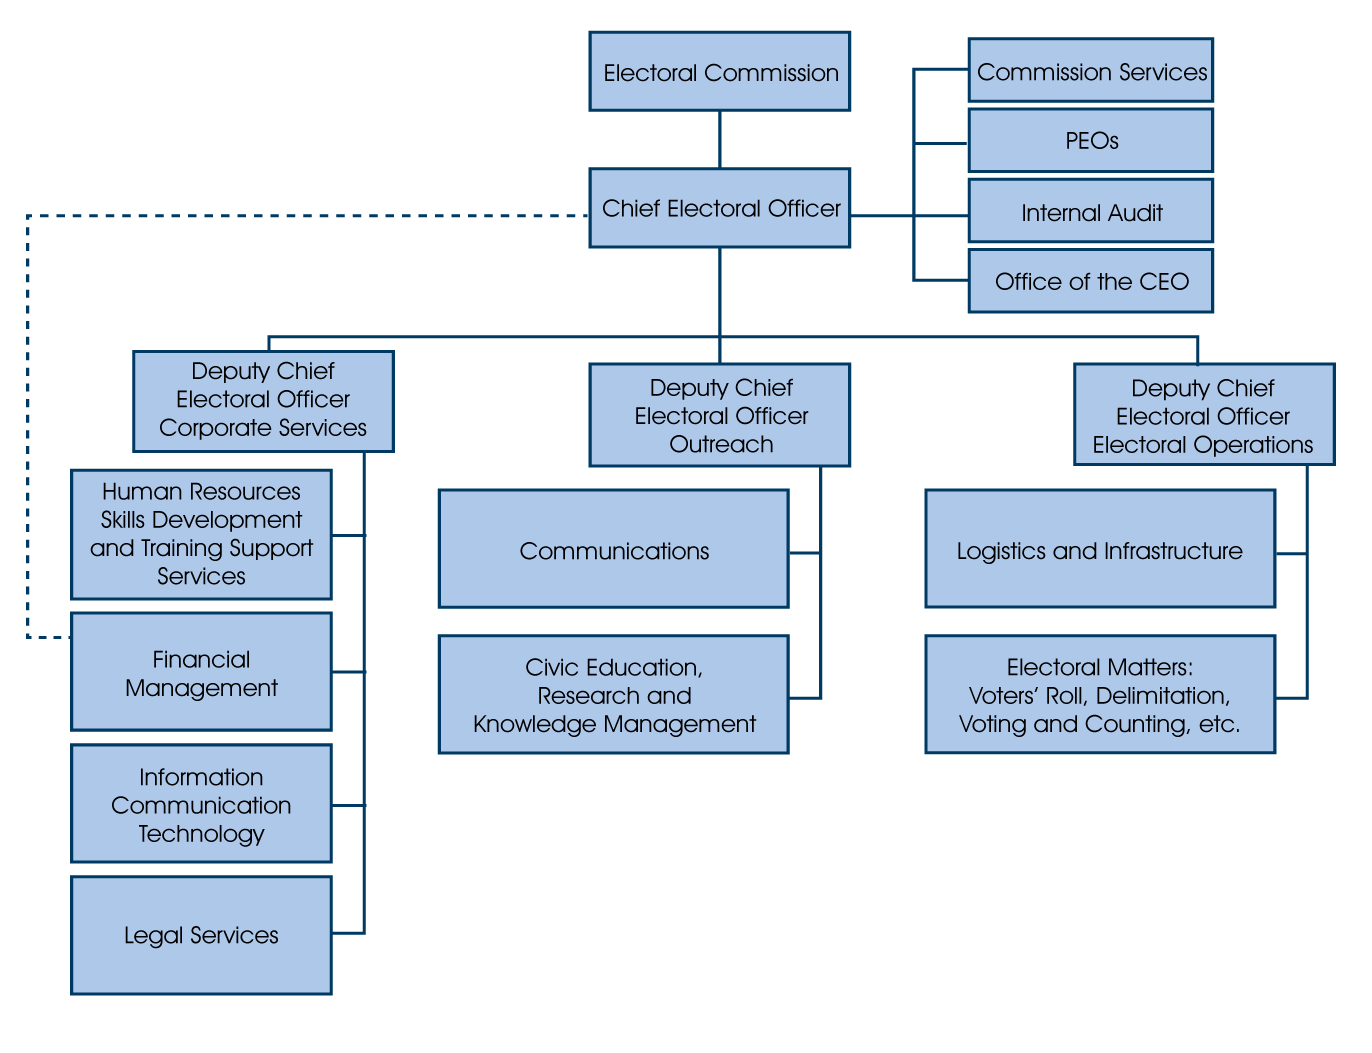 Electoral Commission
Commission Services
PEOs
Chief Electoral Officer
Internal Audit
Office of the CEO
Deputy Chief
Electoral Officer
Corporate Services
Deputy Chief
Electoral Officer
Outreach
Deputy Chief
Electoral Officer
Electoral Operations
Human Resources
Skills Development
and Training Support
Services
Financial
Management
Information
Communication
Technology
Legal Services
Communications
Civic Education,
Research and
Knowledge Management
Logistics and Infrastructure
Electoral Matters:
Voters’ Roll, Delimitation,
Voting and Counting, etc.